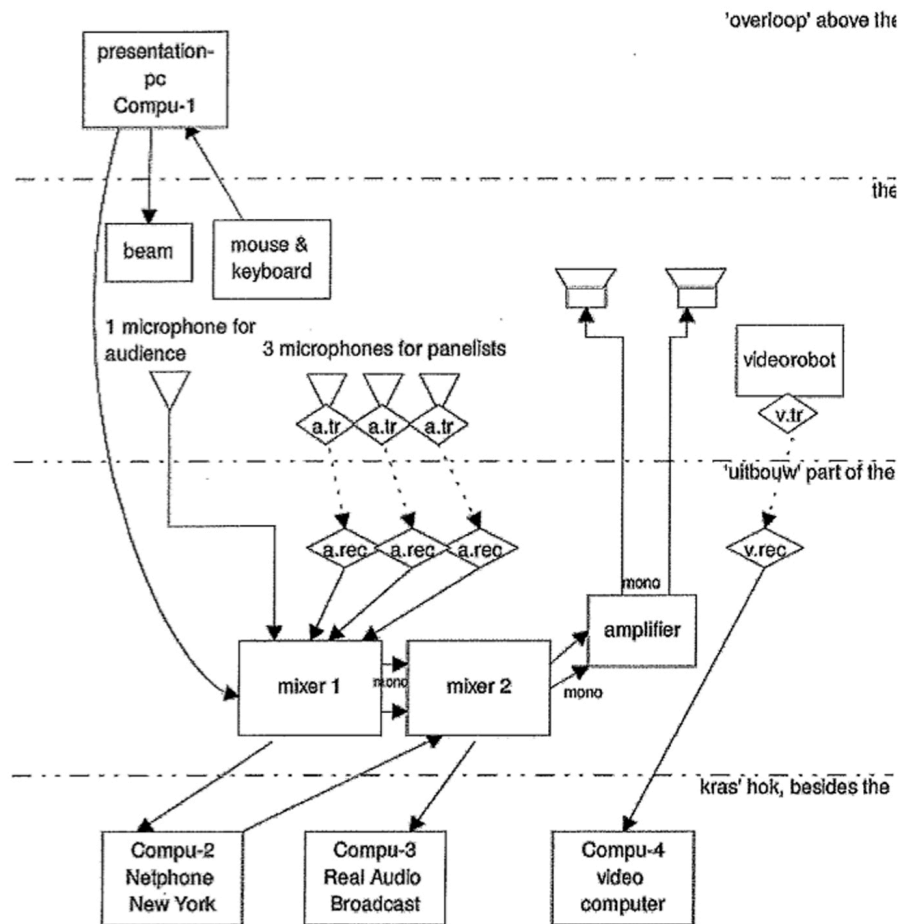 'overloop' above the
presentation-
pc
Compu-1
the
beam
mouse &
keyboard
1 microphone for
audience
3 microphones for panelists
videorobot
a.tr a.tr a.tr
v.tr
'uitbouw' part of the
a.rec a.rec a.rec
v.rec
mono
amplifier
mixer 1
mono
mixer 2
mono
kras' hok, besides the
Compu-2
Netphone
New York
Compu-3
Real Audio
Broadcast
Compu-4
video
computer